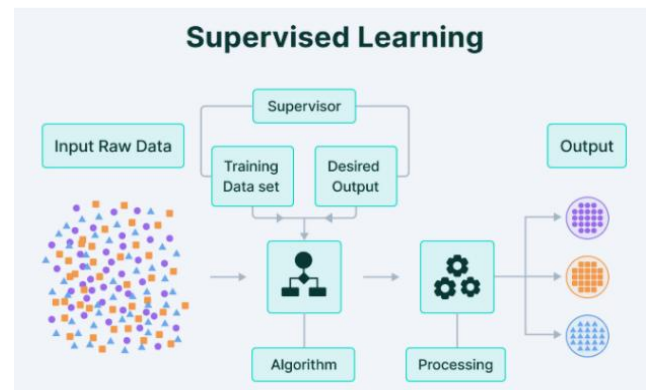 Supervised Learning
Supervisor
Input Raw Data
Training
Data set
Desired
Output
Output
Algorithm
Processing